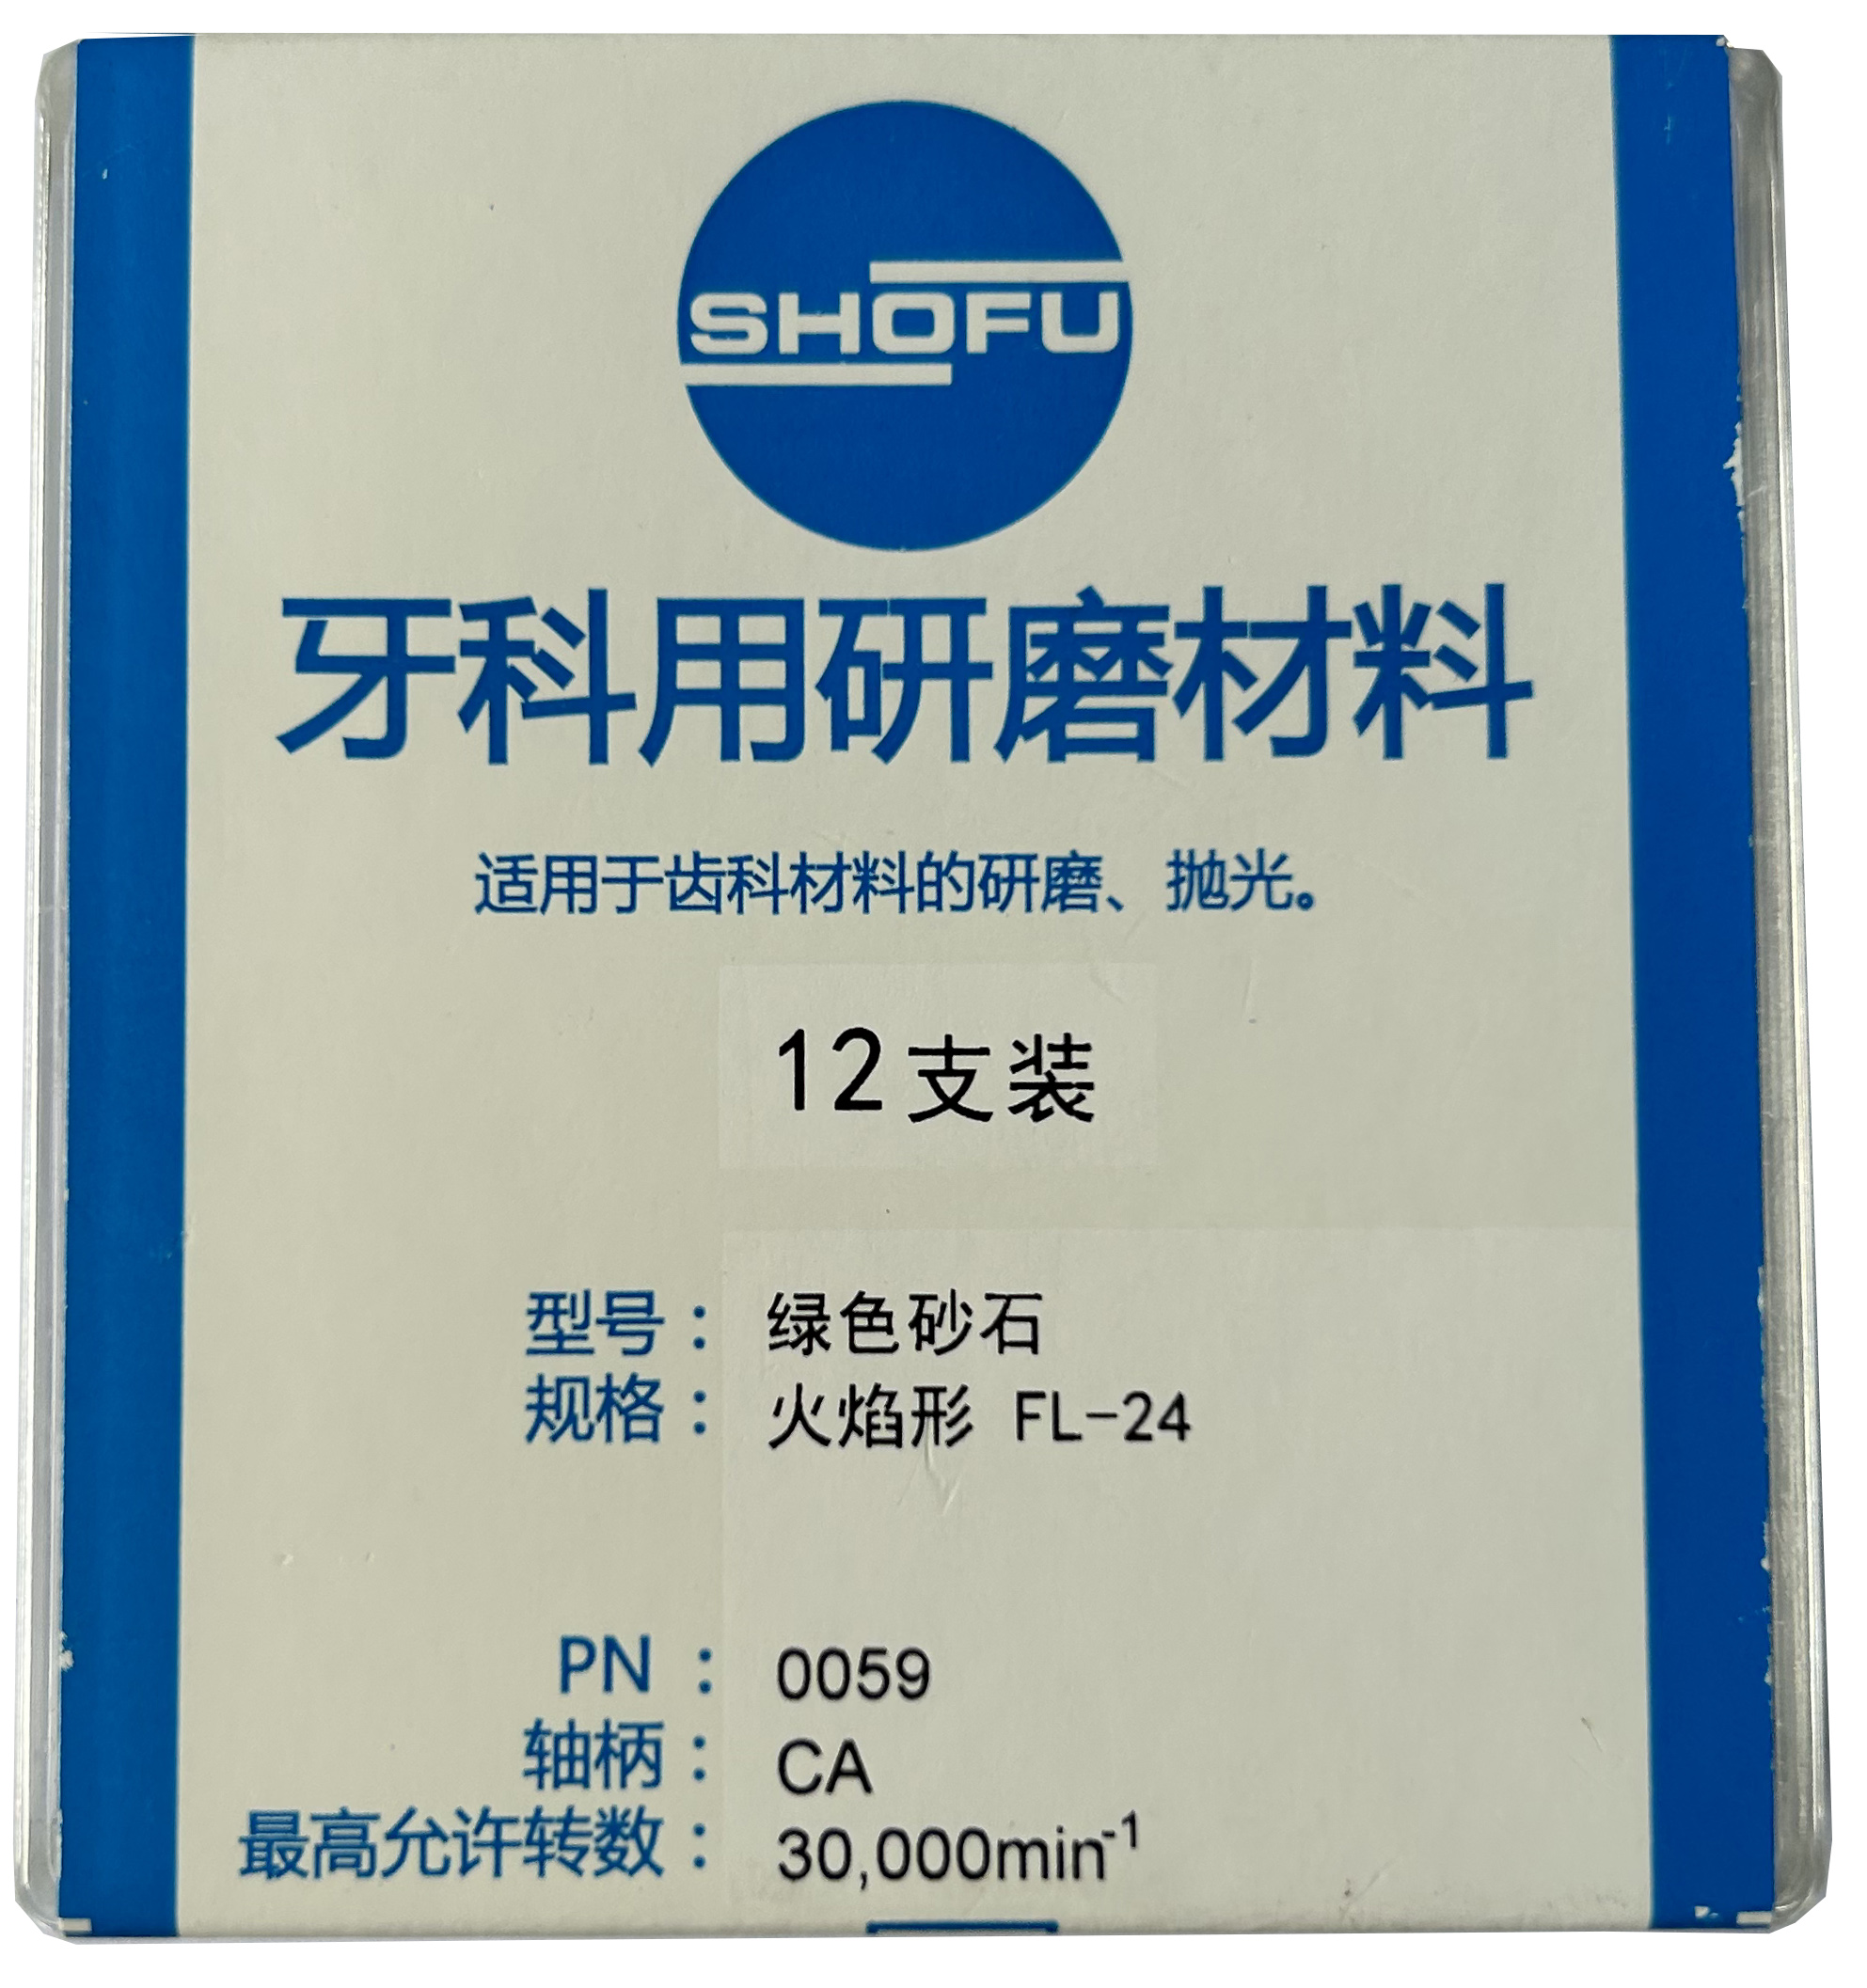 SHOFU
牙科用研磨材料
适用于齿科材料的研磨、抛光。
12支装
型号：绿色砂石
规格：火焰形 FL-24
PN：0059
轴柄：CA
最高允许转数：30,000min⁻¹